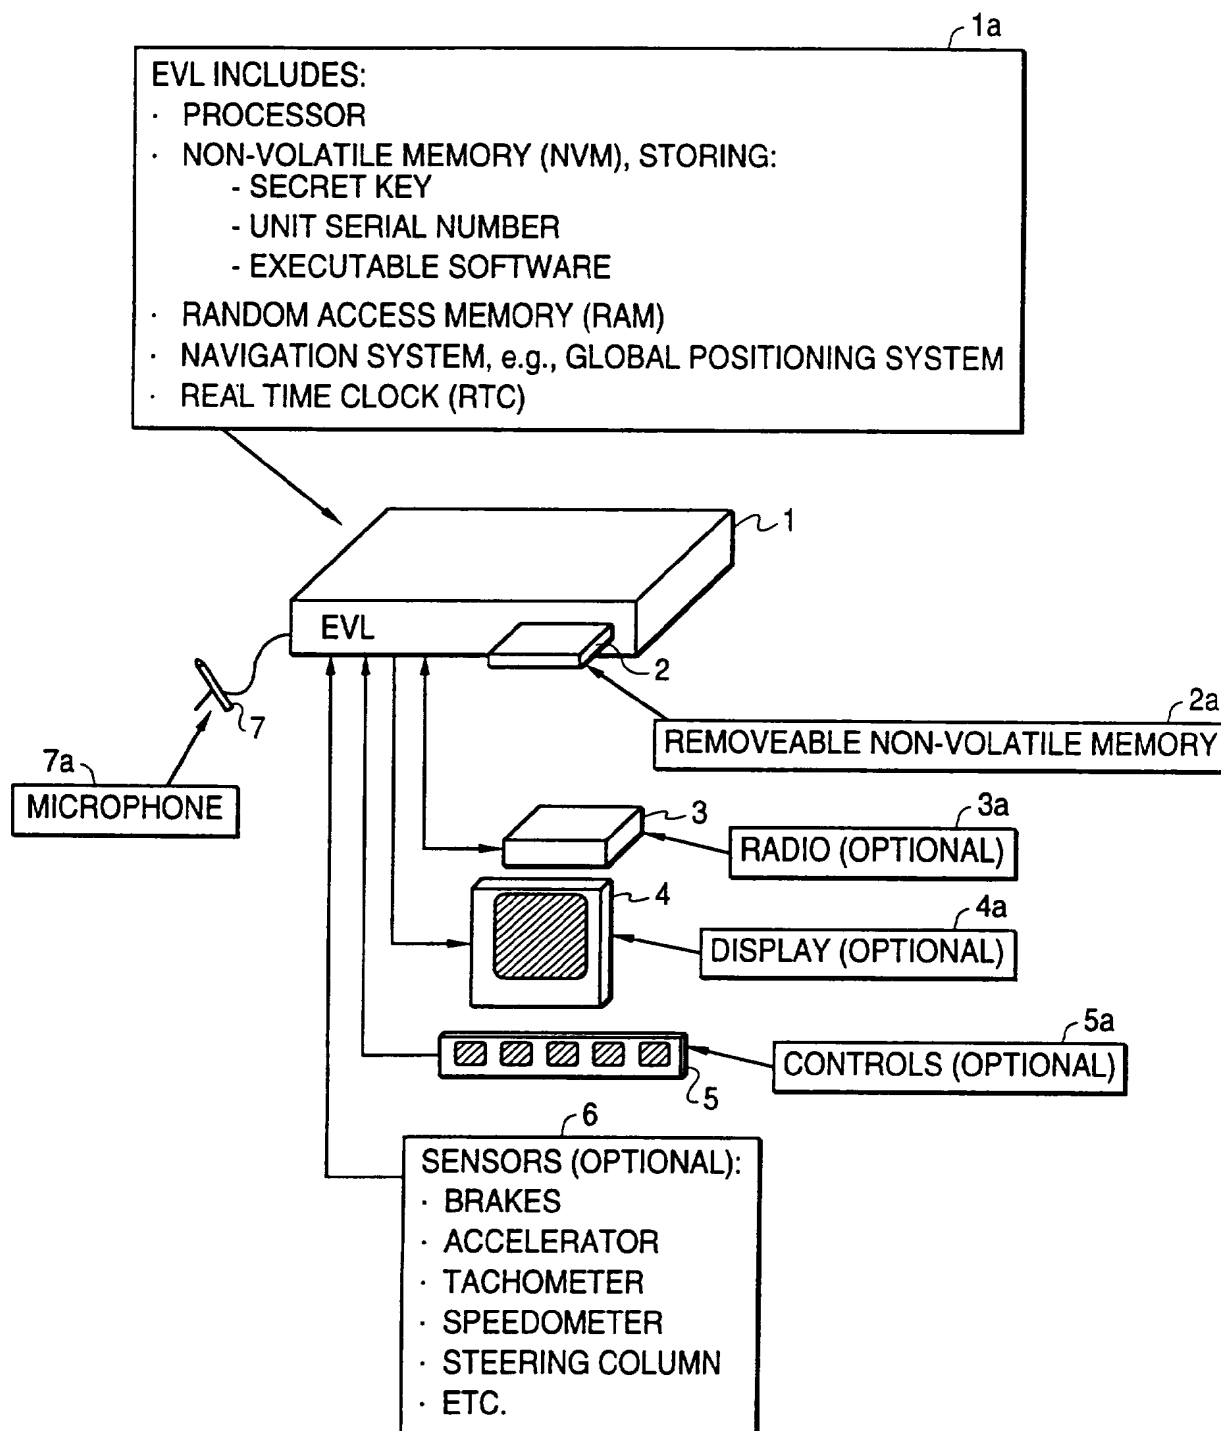 1a
EVL INCLUDES:
· PROCESSOR
· NON-VOLATILE MEMORY (NVM), STORING:
- SECRET KEY
- UNIT SERIAL NUMBER
- EXECUTABLE SOFTWARE
· RANDOM ACCESS MEMORY (RAM)
· NAVIGATION SYSTEM, e.g., GLOBAL POSITIONING SYSTEM
· REAL TIME CLOCK (RTC)
1
EVL
2
2a
REMOVEABLE NON-VOLATILE MEMORY
7
7a
MICROPHONE
3
3a
RADIO (OPTIONAL)
4
4a
DISPLAY (OPTIONAL)
5a
CONTROLS (OPTIONAL)
5
6
SENSORS (OPTIONAL):
· BRAKES
· ACCELERATOR
· TACHOMETER
· SPEEDOMETER
· STEERING COLUMN
· ETC.